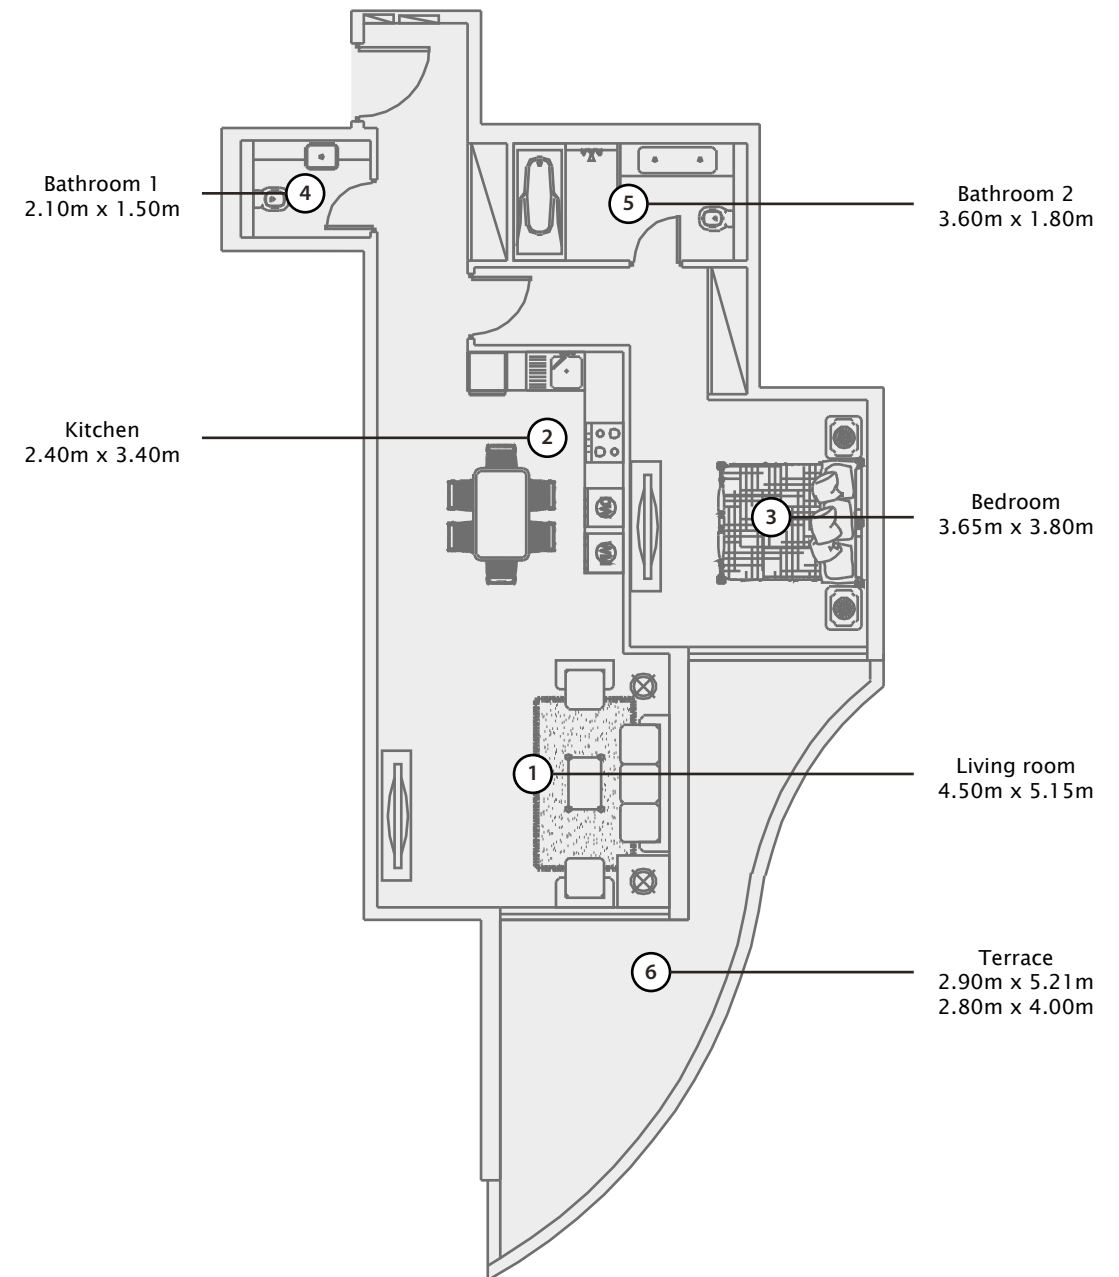 Bathroom 1
2.10m x 1.50m
4
5
Bathroom 2
3.60m x 1.80m
Kitchen
2.40m x 3.40m
2
3
Bedroom
3.65m x 3.80m
1
Living room
4.50m x 5.15m
6
Terrace
2.90m x 5.21m
2.80m x 4.00m